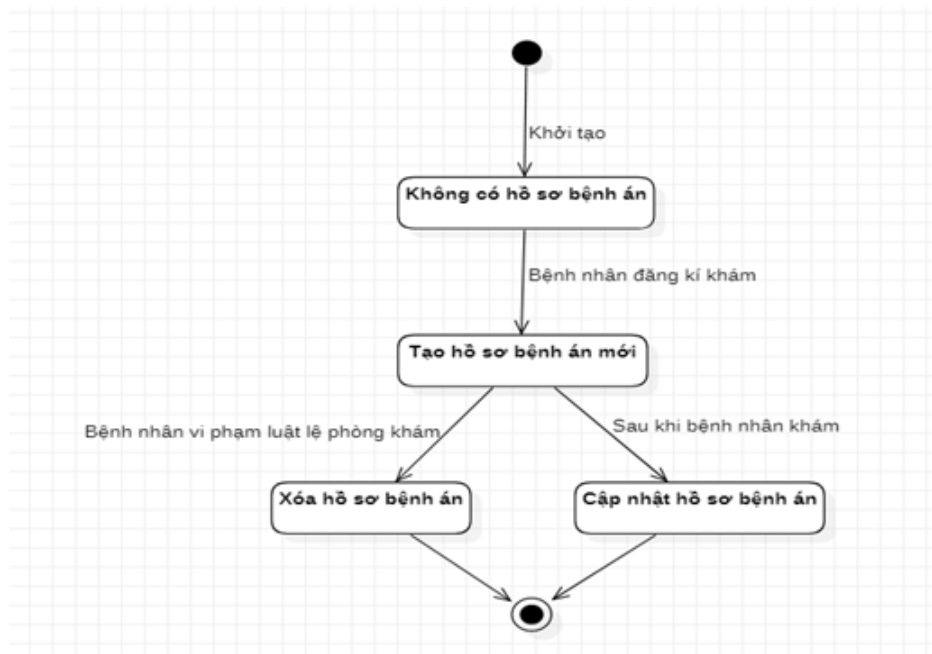 Khởi tạo
Không có hồ sơ bệnh án
Bệnh nhân đăng kí khám
Tạo hồ sơ bệnh án mới
Bệnh nhân vi phạm luật lệ phòng khám
Sau khi bệnh nhân khám
Xóa hồ sơ bệnh án
Cập nhật hồ sơ bệnh án